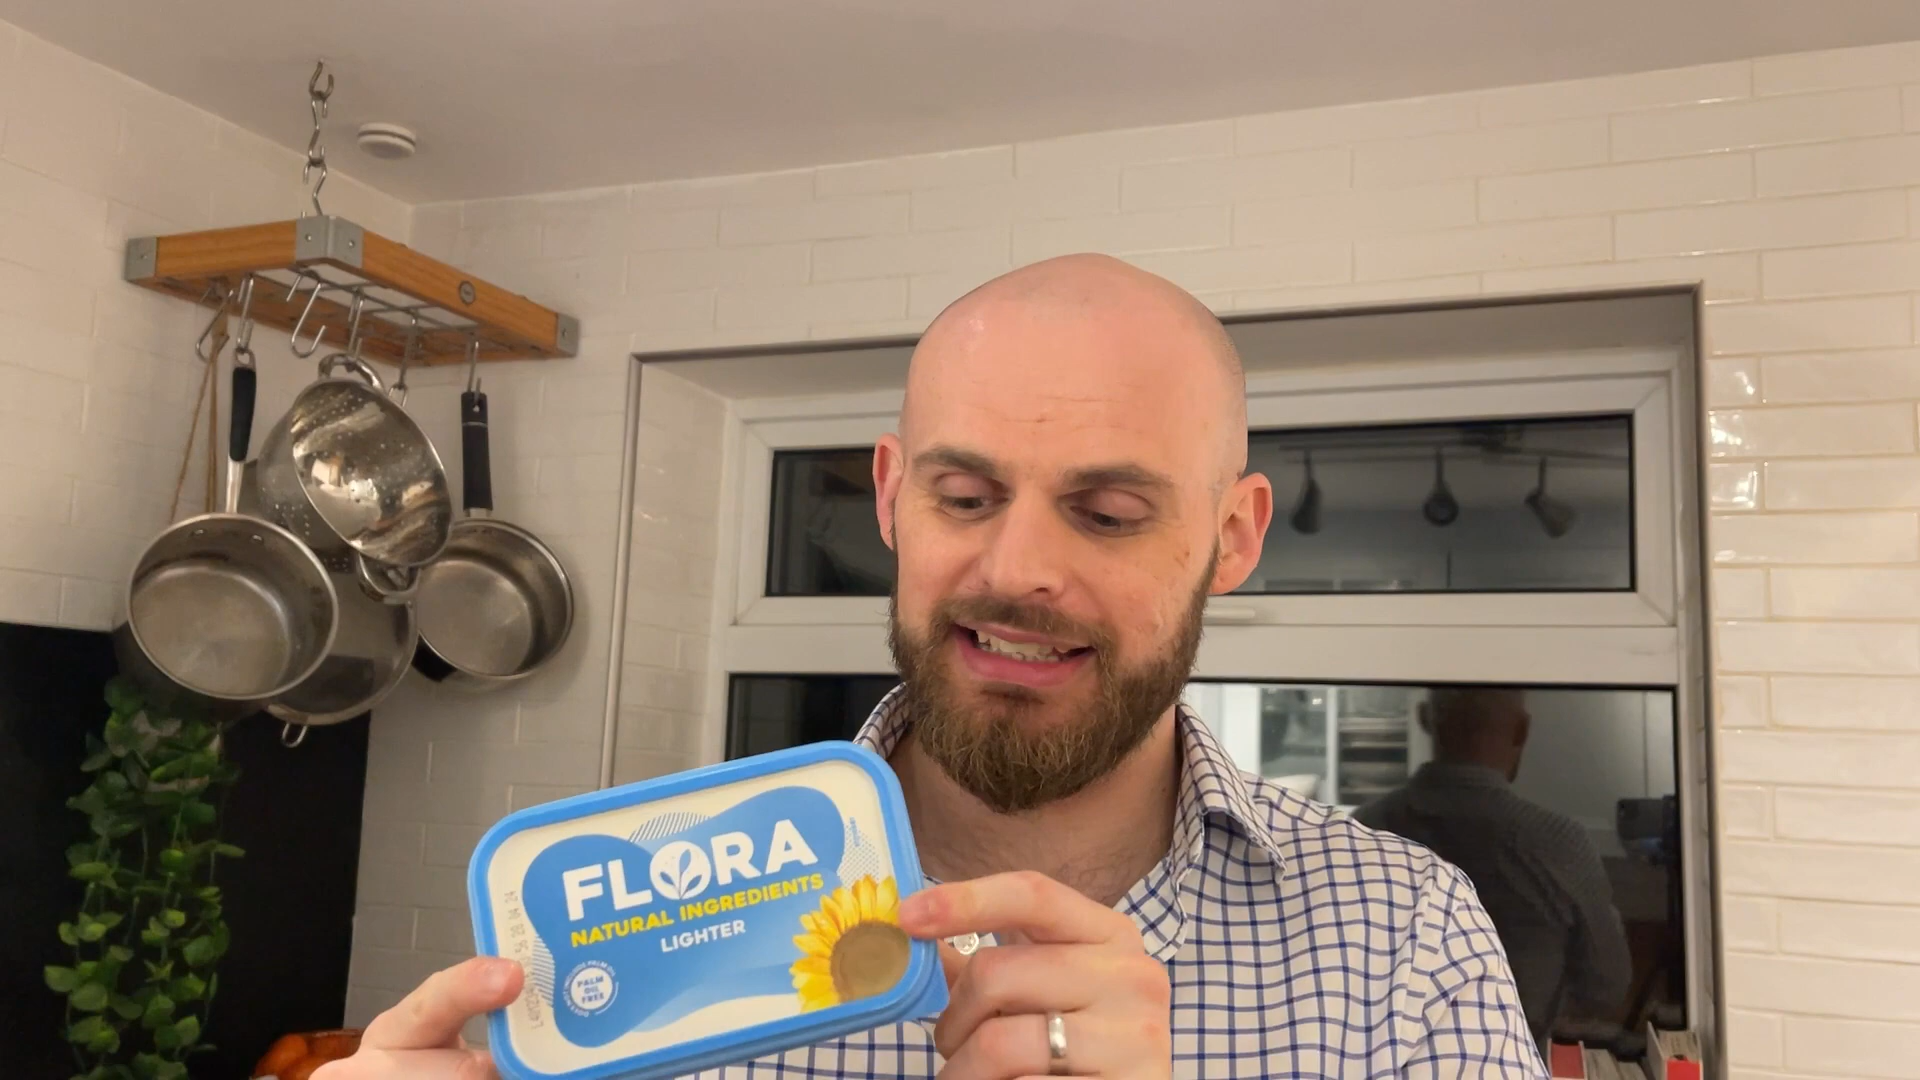 FLORA
NATURAL INGREDIENTS
LIGHTER
PALM
OIL
FREE